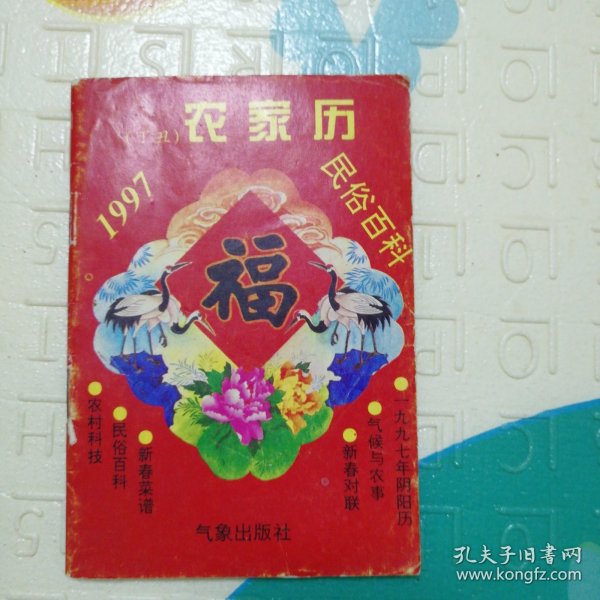 (丁丑)农家历
1997
民俗百科
福
一九九七年阴阳历
气候与农事
新春对联
新春菜谱
民俗百科
农村科技
气象出版社
孔夫子旧书网
www.kongfz.com